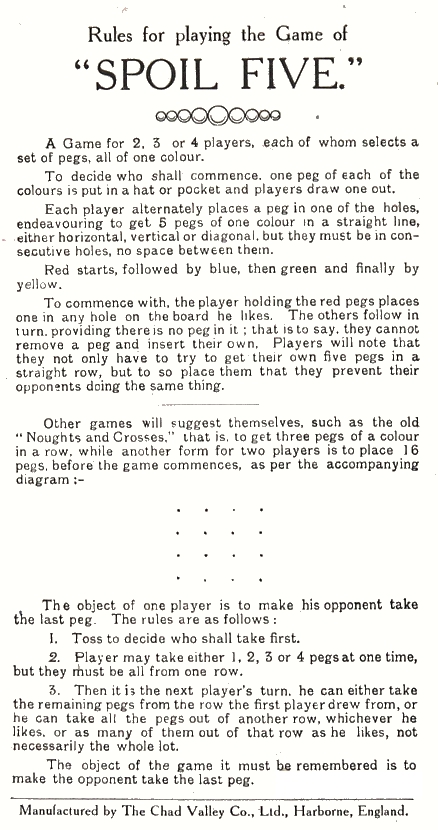 Rules for playing the Game of
"SPOIL FIVE."
A Game for 2, 3 or 4 players, each of whom selects a
set of pegs, all of one colour.
To decide who shall commence, one peg of each of the
colours is put in a hat or pocket and players draw one out.
Each player alternately places a peg in one of the holes,
endeavouring to get 5 pegs of one colour in a straight line,
either horizontal, vertical or diagonal, but they must be in con-
secutive holes, no space between them.
Red starts, followed by blue, then green and finally by
yellow.
To commence with, the player holding the red pegs places
one in any hole on the board he likes. The others follow in
turn, providing there is no peg in it ; that is to say, they cannot
remove a peg and insert their own. Players will note that
they not only have to try to get their own five pegs in a
straight row, but to so place them that they prevent their
opponents doing the same thing.
Other games will suggest themselves, such as the old
"Noughts and Crosses," that is, to get three pegs of a colour
in a row, while another form for two players is to place 16
pegs, before the game commences, as per the accompanying
diagram :-
The object of one player is to make his opponent take
the last peg. The rules are as follows :
1. Toss to decide who shall take first.
2. Player may take either 1, 2, 3 or 4 pegs at one time,
but they must be all from one row.
3. Then it is the next player's turn, he can either take
the remaining pegs from the row the first player drew from, or
he can take all the pegs out of another row, whichever he
likes, or as many of them out of that row as he likes, not
necessarily the whole lot.
The object of the game it must be remembered is to
make the opponent take the last peg.
Manufactured by The Chad Valley Co., Ltd., Harborne, England.